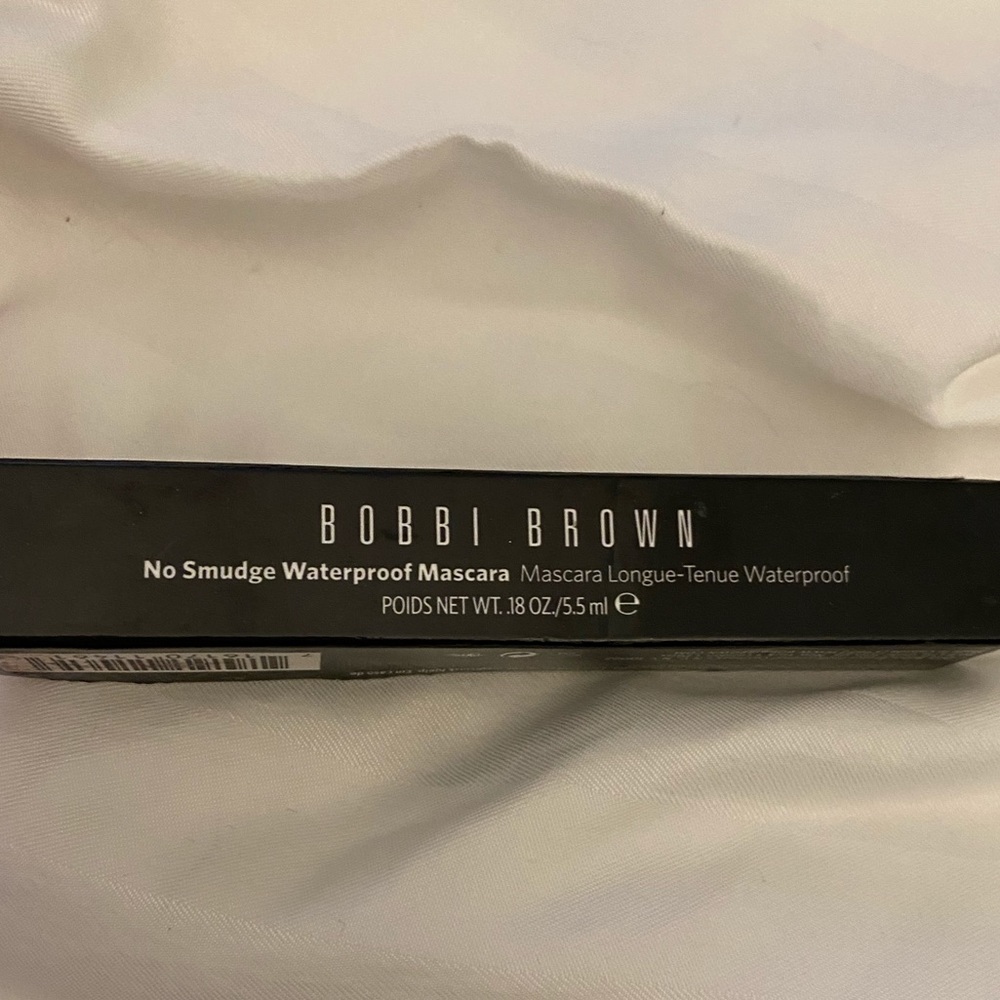 BOBBI BROWN
No Smudge Waterproof Mascara Mascara Longue-Tenue Waterproof
POIDS NET WT. .18 OZ./5.5 ml ℮